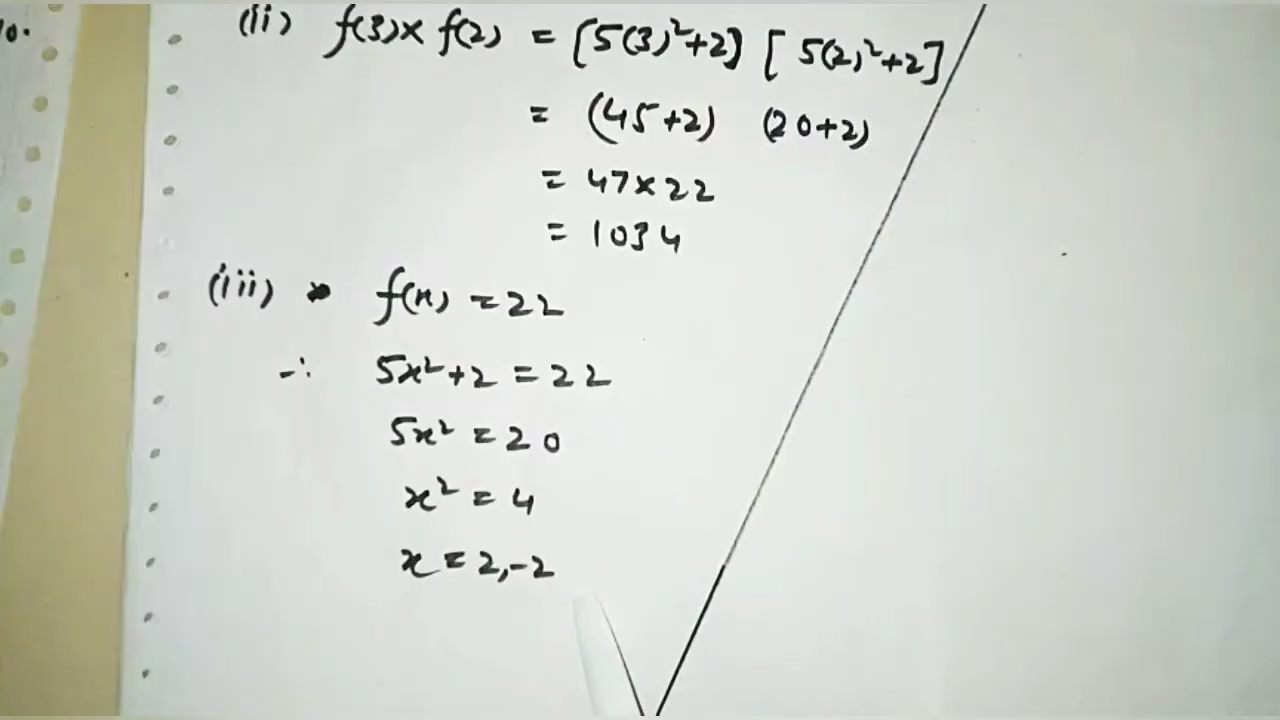 10.
(ii) f(3)× f(2) = [5(3)²+2] [5(2)²+2]
= (45+2) (20+2)
= 47×22
= 1034
(iii) f(x) = 22
∴ 5x²+2 = 22
5x² = 20
x² = 4
x = 2,-2